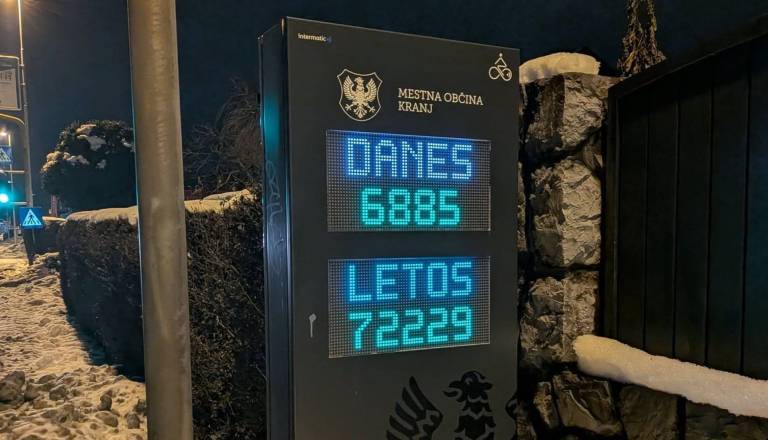 Intermatic
MESTNA OBČINA
KRANJ
DANES
6885
LETOS
72229